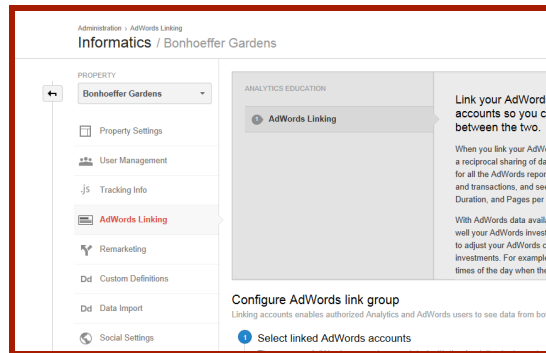 Administration › AdWords Linking
Informatics / Bonhoeffer Gardens
PROPERTY
Bonhoeffer Gardens
Property Settings
User Management
.js Tracking Info
AdWords Linking
Remarketing
Dd Custom Definitions
Dd Data Import
Social Settings
ANALYTICS EDUCATION
1 AdWords Linking
Link your AdWord
accounts so you c
between the two.
When you link your AdWo
a reciprocal sharing of da
for all the AdWords repor
and transactions, and see
Duration, and Pages per
With AdWords data availa
well your AdWords invest
to adjust your AdWords c
investments. For example
times of the day when the
Configure AdWords link group
Linking accounts enables authorized Analytics and AdWords users to see data from bo
1 Select linked AdWords accounts